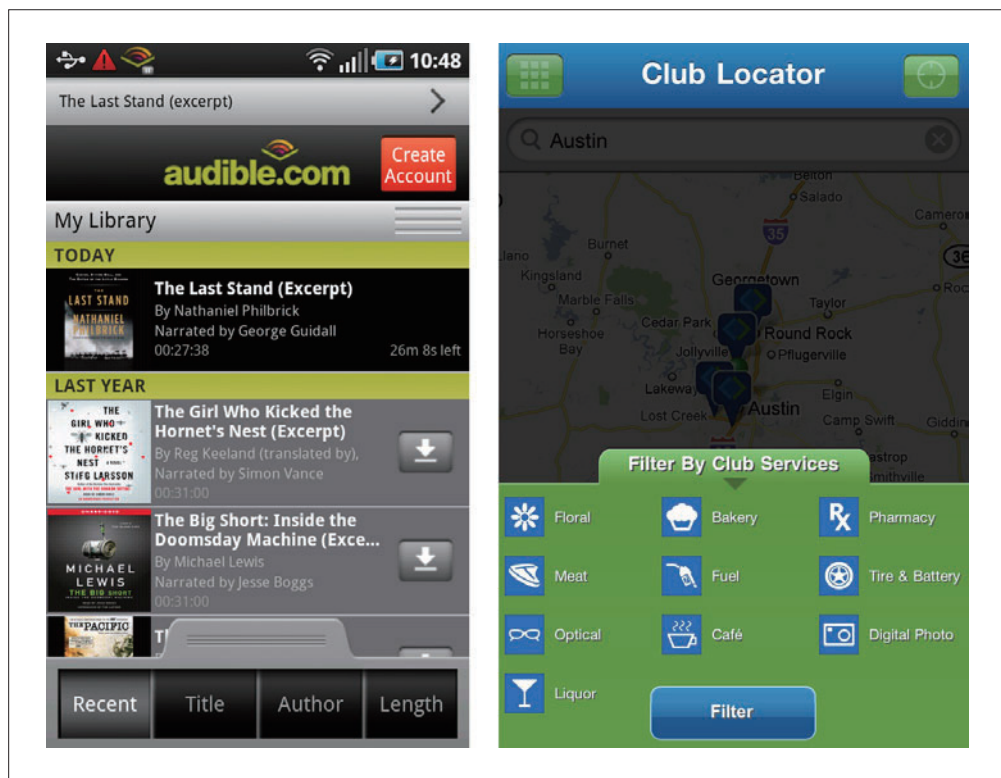 10:48
The Last Stand (excerpt)
audible.com
Create
Account
My Library
TODAY
LAST STAND
NATHANIEL
PHILBRICK
The Last Stand (Excerpt)
By Nathaniel Philbrick
Narrated by George Guidall
00:27:38
26m 8s left
LAST YEAR
THE
GIRL WHO
KICKED
THE HORNET'S
NEST
STIEG LARSSON
The Girl Who Kicked the
Hornet's Nest (Excerpt)
By Reg Keeland (translated by),
Narrated by Simon Vance
00:31:00
MICHAEL
LEWIS
THE BIG SHORT
The Big Short: Inside the
Doomsday Machine (Exce...
By Michael Lewis
Narrated by Jesse Boggs
00:31:00
THE PACIFIC
Recent
Title
Author
Length
Club Locator
Austin
Belton
Salado
Cameron
35
Burnet
Llano
Kingsland
Georgetown
Marble Falls
Taylor
Horseshoe
Bay
Cedar Park
Round Rock
Jollyville
Pflugerville
Lakeway
Elgin
Lost Creek
Austin
Camp Swift
Smithville
Filter By Club Services
Floral
Bakery
Rx
Pharmacy
Meat
Fuel
Tire & Battery
Optical
Café
Digital Photo
Liquor
Filter